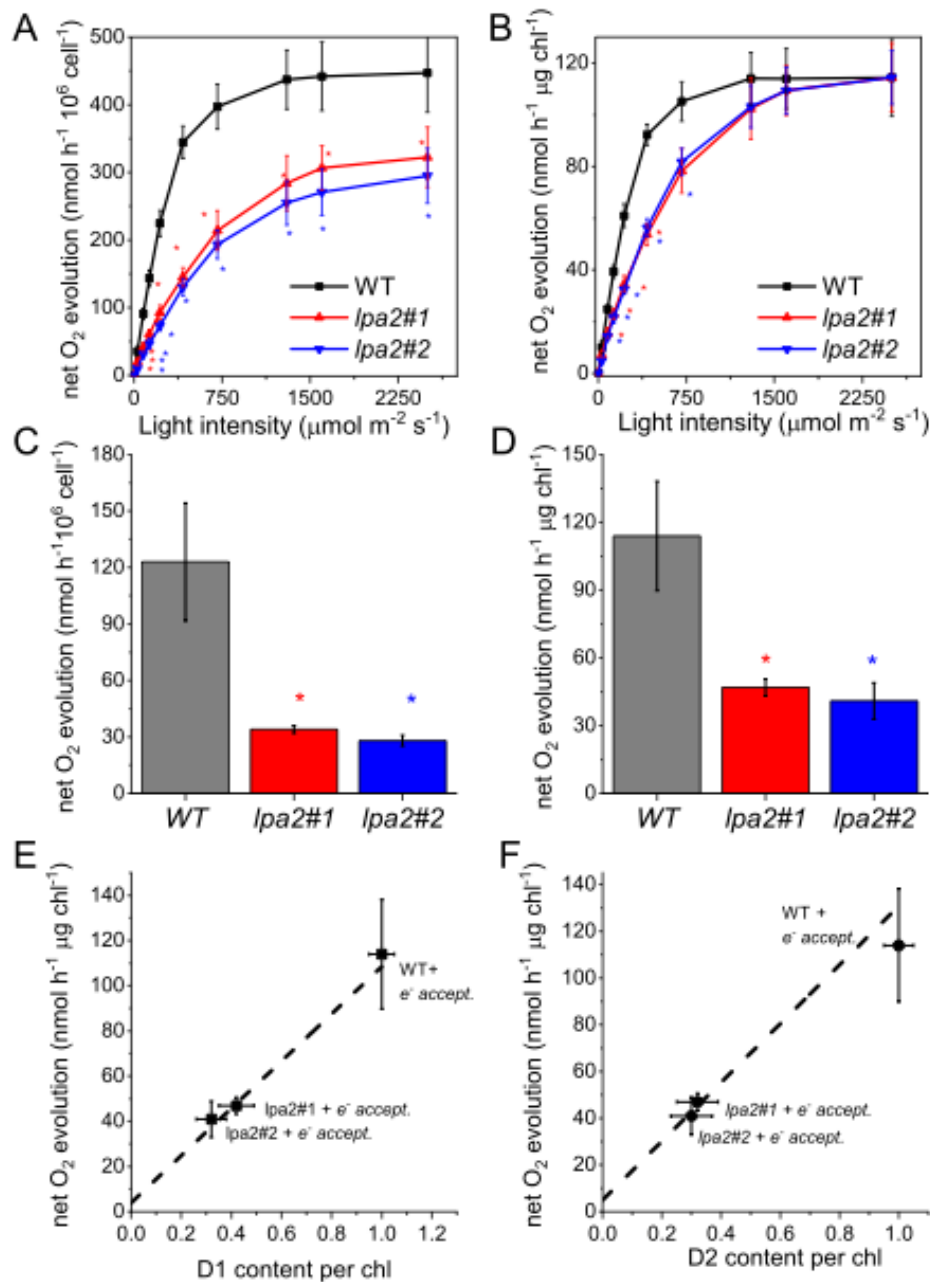 A
net O₂ evolution (nmol h⁻¹ 10⁶ cell⁻¹)
500
400
300
200
100
0
WT
lpa2#1
lpa2#2
0 750 1500 2250
Light intensity (μmol m⁻² s⁻¹)
B
net O₂ evolution (nmol h⁻¹ μg chl⁻¹)
120
80
40
0
WT
lpa2#1
lpa2#2
0 750 1500 2250
Light intensity (μmol m⁻² s⁻¹)
C
net O₂ evolution (nmol h⁻¹10⁶ cell⁻¹)
180
150
120
90
60
30
0
*
*
WT lpa2#1 lpa2#2
D
net O₂ evolution (nmol h⁻¹ μg chl⁻¹)
150
120
90
60
30
0
*
*
WT lpa2#1 lpa2#2
E
net O₂ evolution (nmol h⁻¹ μg chl⁻¹)
140
120
100
80
60
40
20
0
WT+
e⁻ accept.
lpa2#1 + e⁻ accept.
lpa2#2 + e⁻ accept.
0.0 0.2 0.4 0.6 0.8 1.0 1.2
D1 content per chl
F
net O₂ evolution (nmol h⁻¹ μg chl⁻¹)
140
120
100
80
60
40
20
0
WT +
e⁻ accept.
lpa2#1 + e⁻ accept.
lpa2#2 + e⁻ accept.
0.0 0.2 0.4 0.6 0.8 1.0
D2 content per chl